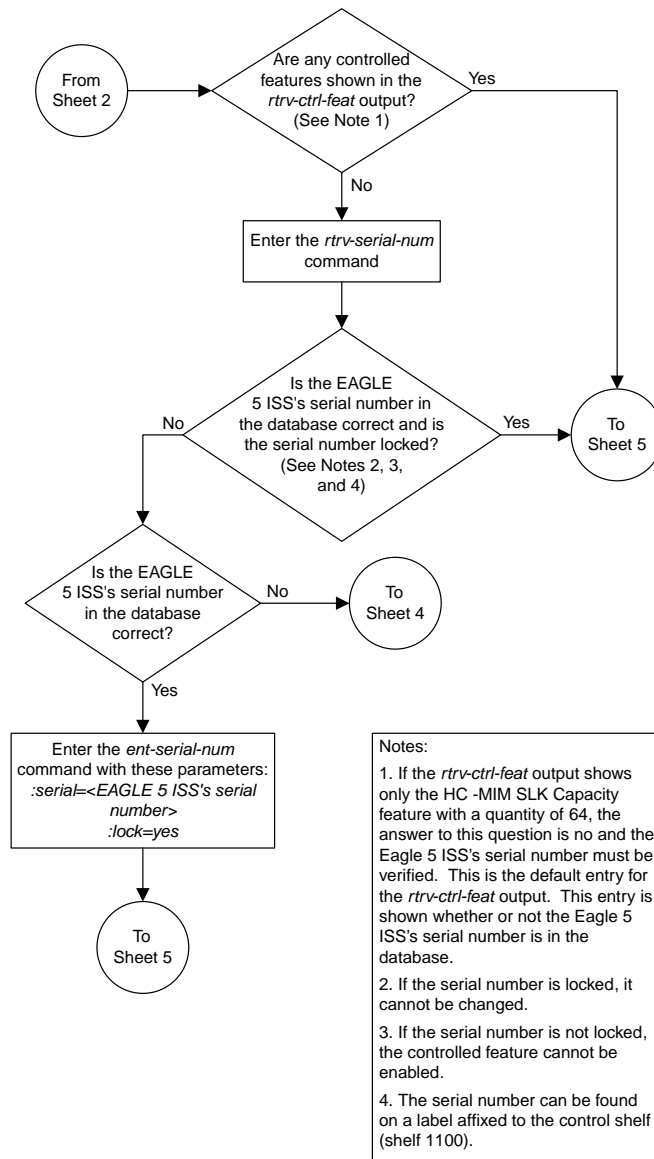 From
Sheet 2
Are any controlled
features shown in the
rtrv-ctrl-feat output?
(See Note 1)
Yes
No
Enter the rtrv-serial-num
command
Is the EAGLE
5 ISS's serial number in
the database correct and is
the serial number locked?
(See Notes 2, 3,
and 4)
No
Yes
To
Sheet 5
Is the EAGLE
5 ISS's serial number
in the database
correct?
No
To
Sheet 4
Yes
Enter the ent-serial-num
command with these parameters:
:serial=<EAGLE 5 ISS's serial
number>
:lock=yes
To
Sheet 5
Notes:
1. If the rtrv-ctrl-feat output shows
only the HC -MIM SLK Capacity
feature with a quantity of 64, the
answer to this question is no and the
Eagle 5 ISS's serial number must be
verified.  This is the default entry for
the rtrv-ctrl-feat output.  This entry is
shown whether or not the Eagle 5
ISS's serial number is in the
database.
2. If the serial number is locked, it
cannot be changed.
3. If the serial number is not locked,
the controlled feature cannot be
enabled.
4. The serial number can be found
on a label affixed to the control shelf
(shelf 1100).